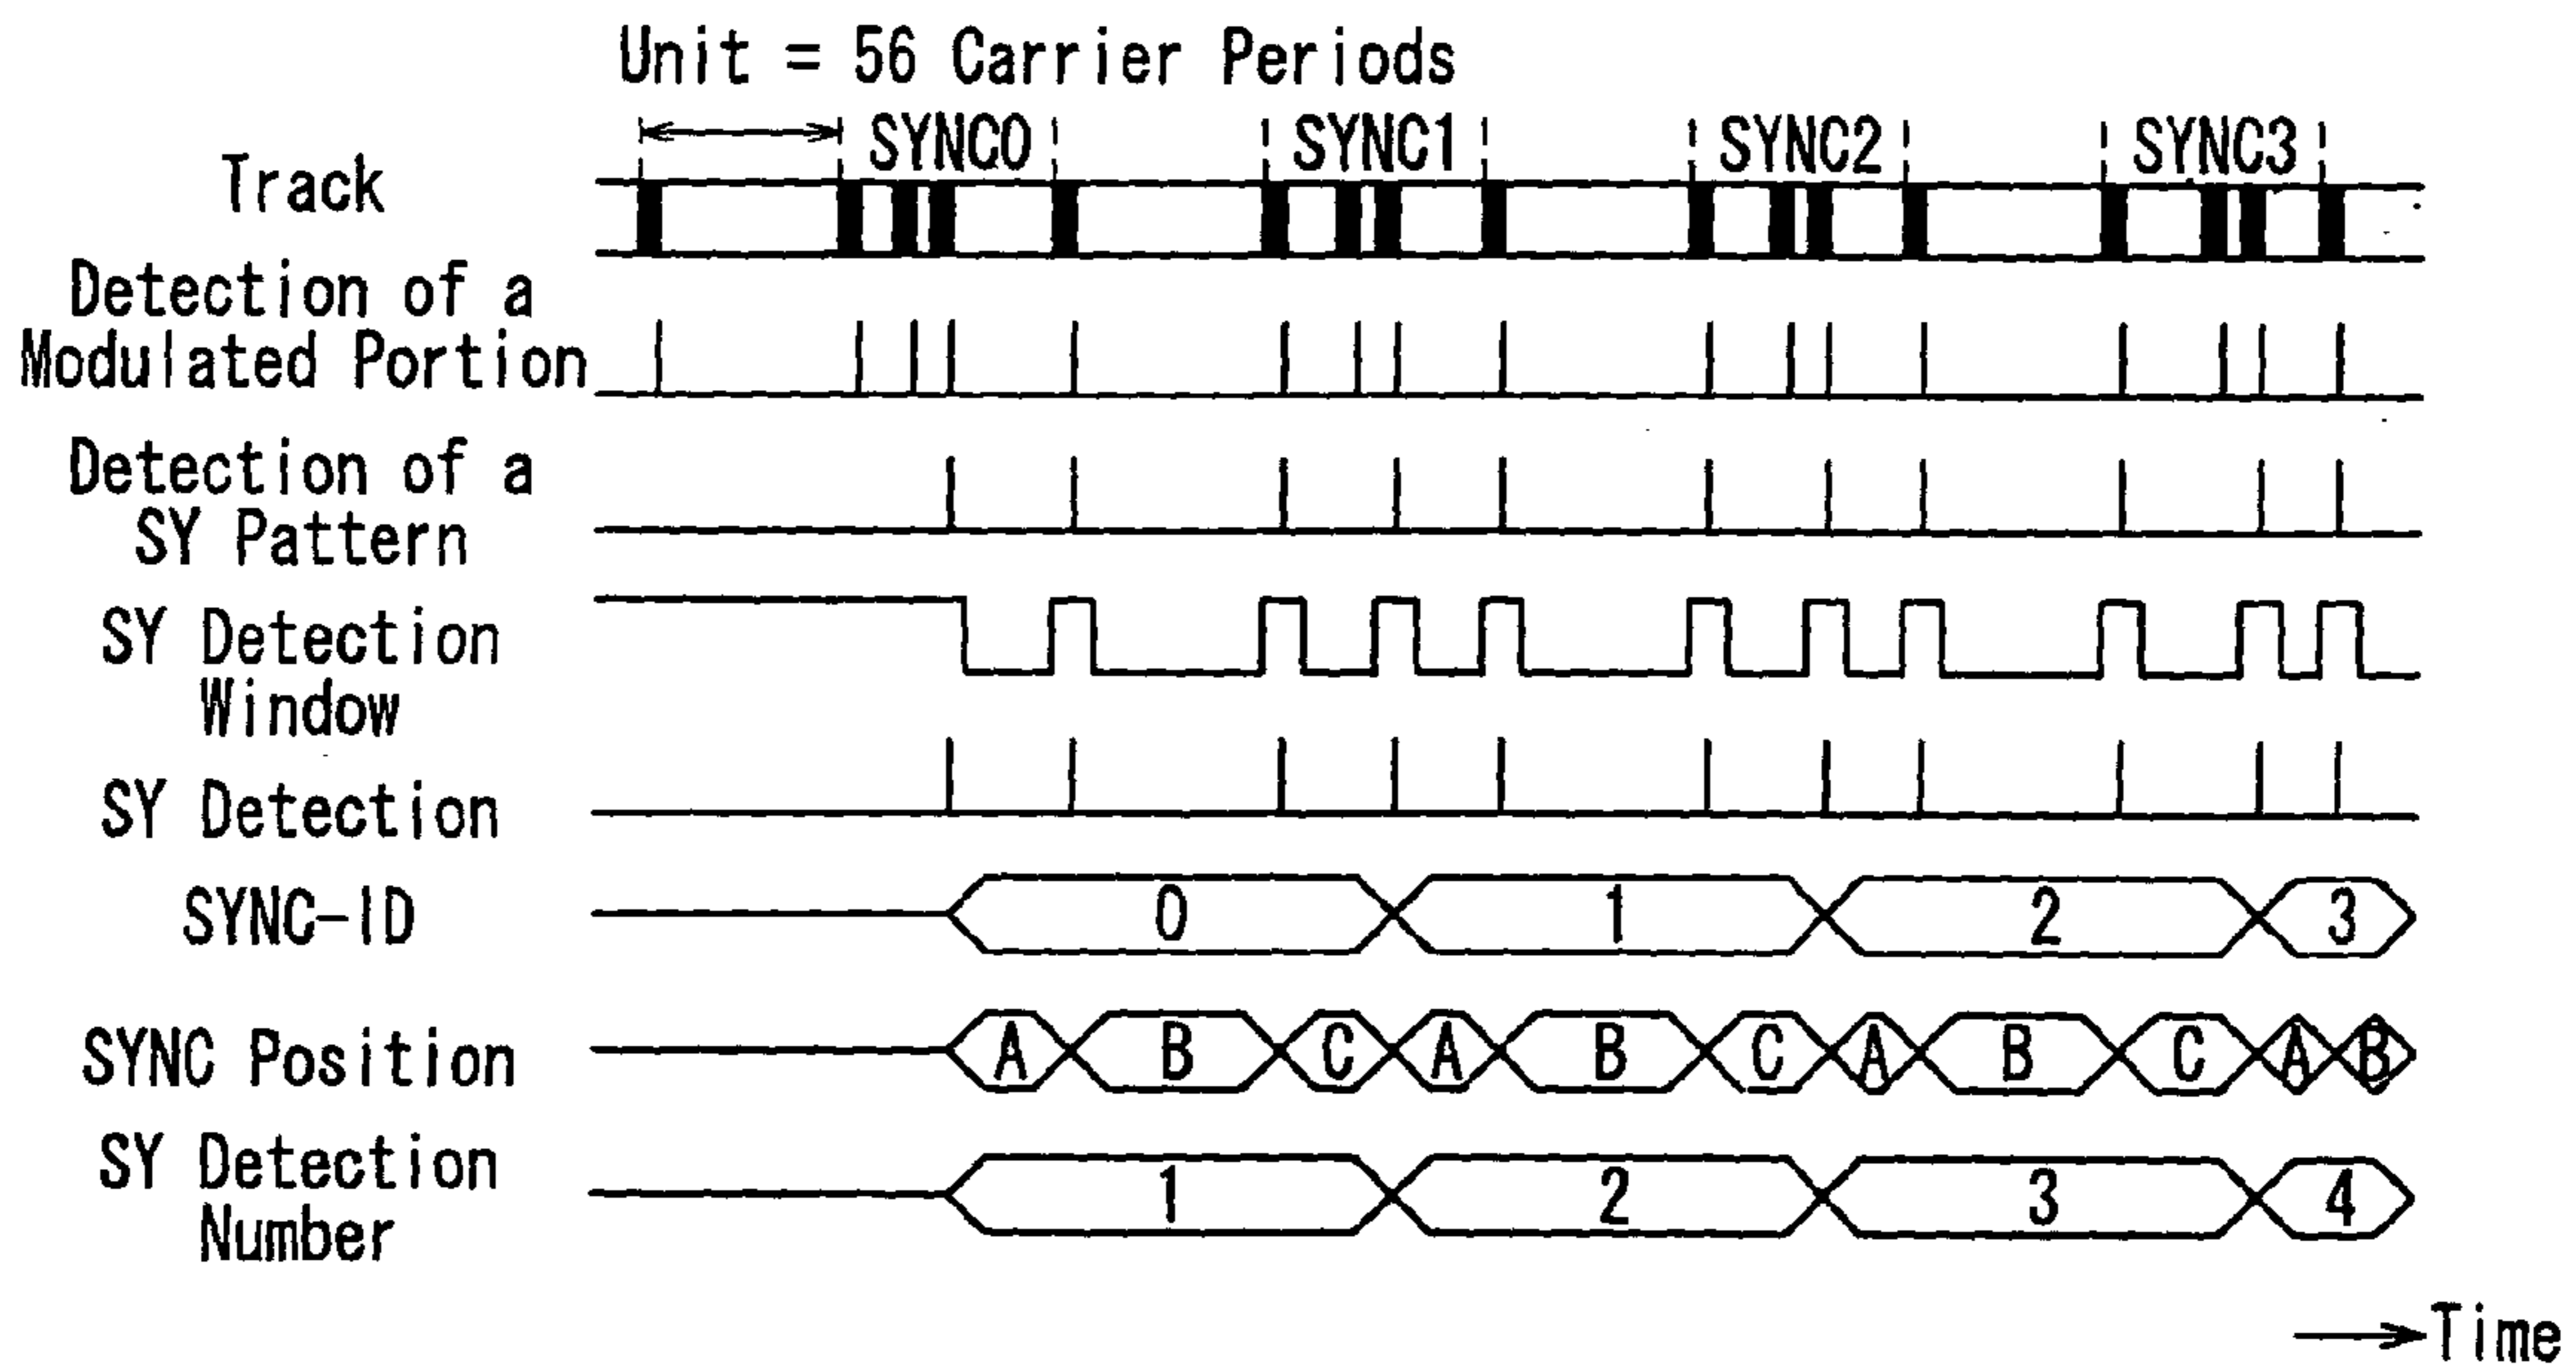 Unit = 56 Carrier Periods
SYNC0 SYNC1 SYNC2 SYNC3
Track
Detection of a
Modulated Portion
Detection of a
SY Pattern
SY Detection
Window
SY Detection
SYNC-ID 0 1 2 3
SYNC Position A B C A B C A B C A B
SY Detection
Number 1 2 3 4
Time